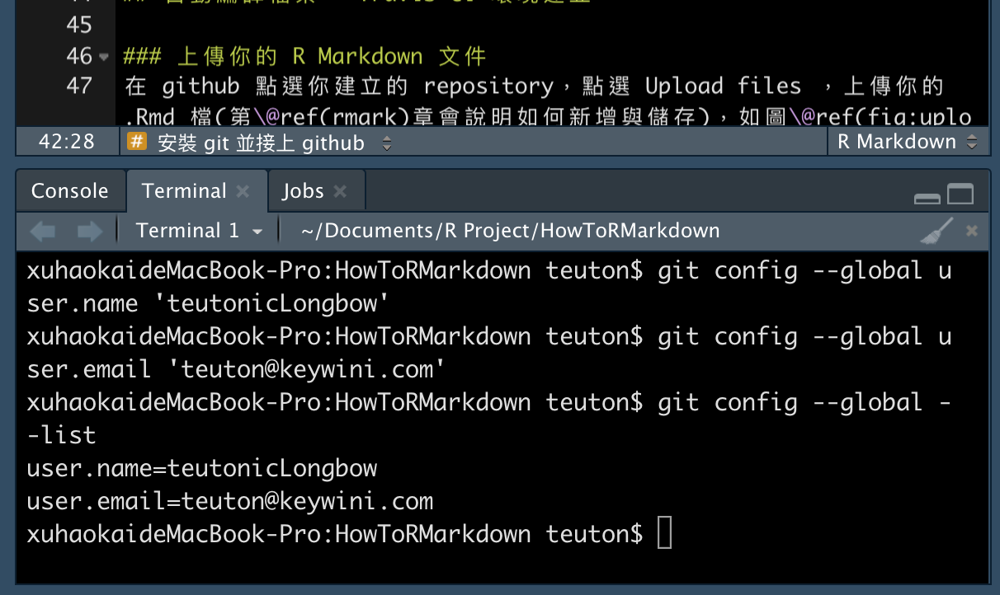 45
46 ### 上傳你的 R Markdown 文件
47 在 github 點選你建立的 repository，點選 Upload files ，上傳你的
.Rmd 檔(第\@ref(rmark)章會說明如何新增與儲存)，如圖\@ref(fig:uplo
42:28 # 安裝 git 並接上 github R Markdown
Console Terminal Jobs
Terminal 1 ~/Documents/R Project/HowToRMarkdown
xuhaokaideMacBook-Pro:HowToRMarkdown teuton$ git config --global u
ser.name 'teutonicLongbow'
xuhaokaideMacBook-Pro:HowToRMarkdown teuton$ git config --global u
ser.email 'teuton@keywini.com'
xuhaokaideMacBook-Pro:HowToRMarkdown teuton$ git config --global -
-list
user.name=teutonicLongbow
user.email=teuton@keywini.com
xuhaokaideMacBook-Pro:HowToRMarkdown teuton$